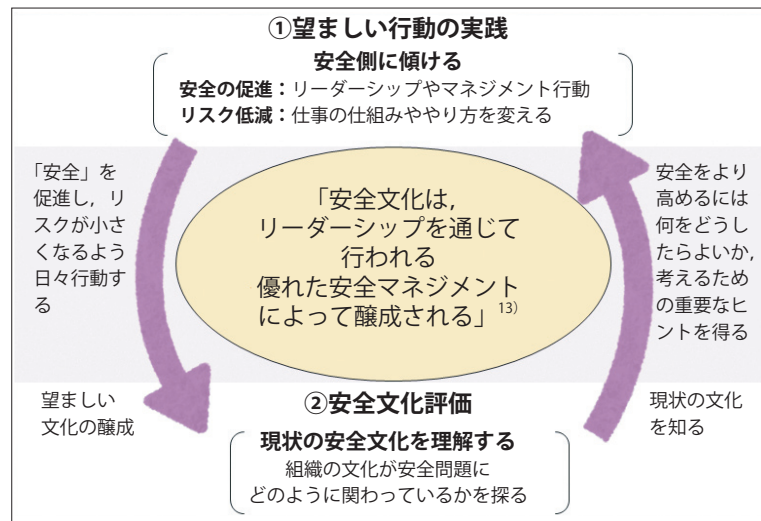 ①望ましい行動の実践
安全側に傾ける
安全の促進：リーダーシップやマネジメント行動
リスク低減：仕事の仕組みややり方を変える
「安全」を
促進し，リ
スクが小さ
くなるよう
日々行動す
る
「安全文化は，
リーダーシップを通じて
行われる
優れた安全マネジメント
によって醸成される」13)
安全をより
高めるには
何をどうし
たらよいか，
考えるため
の重要なヒ
ントを得る
望ましい
文化の醸成
②安全文化評価
現状の安全文化を理解する
組織の文化が安全問題に
どのように関わっているかを探る
現状の文化
を知る